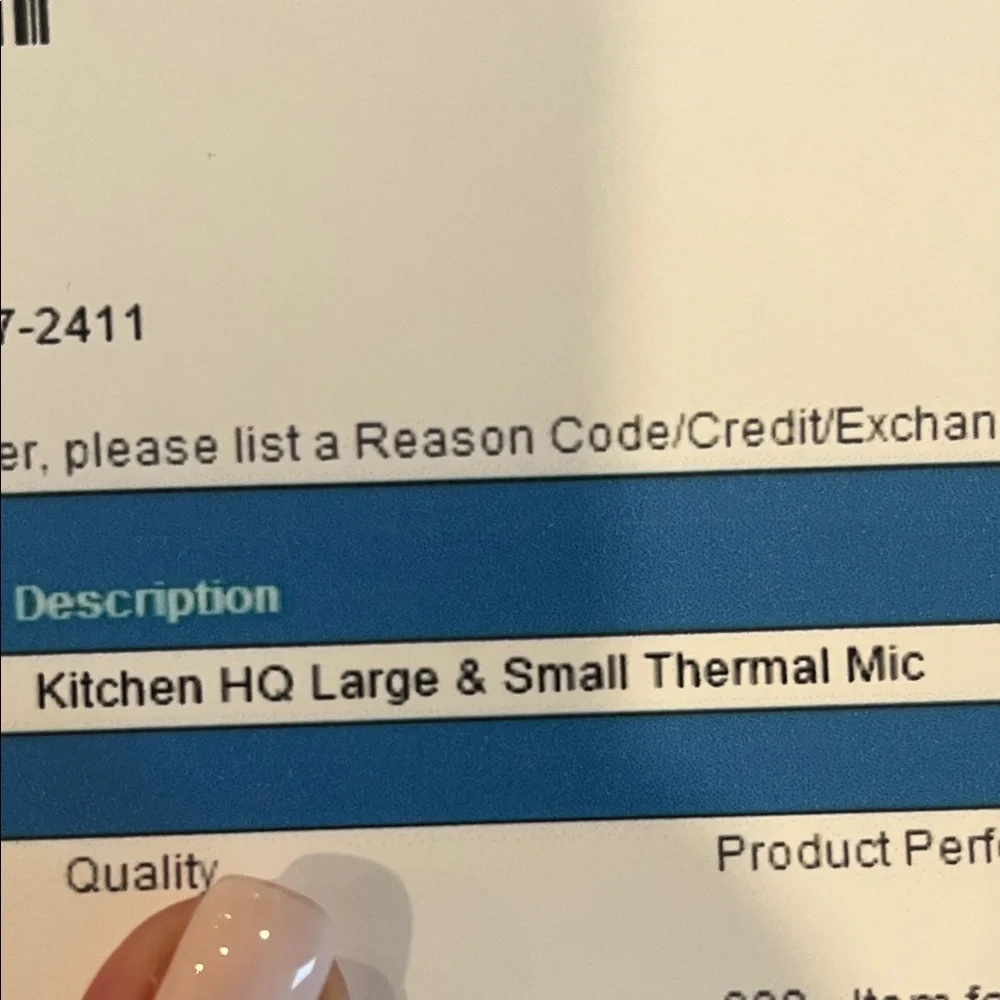 7-2411
er, please list a Reason Code/Credit/Exchan
Description
Kitchen HQ Large & Small Thermal Mic
Quality
Product Perf